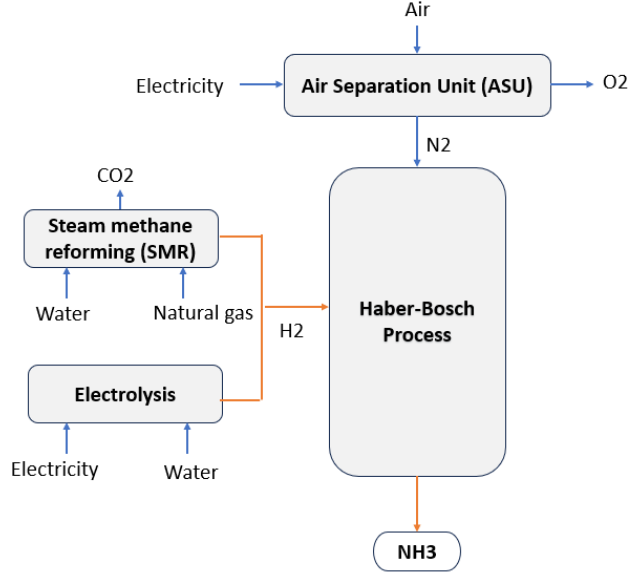 Air
Electricity
Air Separation Unit (ASU)
O2
N2
CO2
Steam methane
reforming (SMR)
Water
Natural gas
H2
Haber-Bosch
Process
Electrolysis
Electricity
Water
NH3